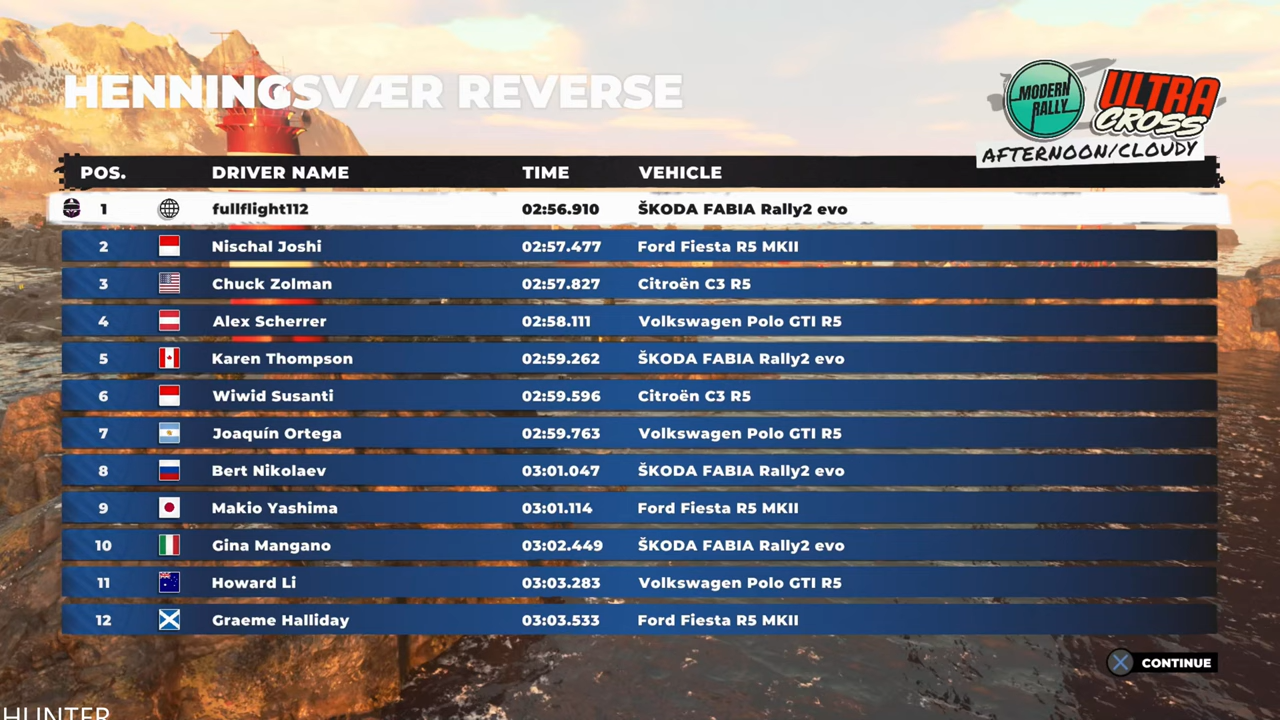 HENNINGSVÆR REVERSE
MODERN RALLY
ULTRA CROSS
AFTERNOON/CLOUDY
POS. DRIVER NAME TIME VEHICLE
1 fullflight112 02:56.910 ŠKODA FABIA Rally2 evo
2 Nischal Joshi 02:57.477 Ford Fiesta R5 MKII
3 Chuck Zolman 02:57.827 Citroën C3 R5
4 Alex Scherrer 02:58.111 Volkswagen Polo GTI R5
5 Karen Thompson 02:59.262 ŠKODA FABIA Rally2 evo
6 Wiwid Susanti 02:59.596 Citroën C3 R5
7 Joaquín Ortega 02:59.763 Volkswagen Polo GTI R5
8 Bert Nikolaev 03:01.047 ŠKODA FABIA Rally2 evo
9 Makio Yashima 03:01.114 Ford Fiesta R5 MKII
10 Gina Mangano 03:02.449 ŠKODA FABIA Rally2 evo
11 Howard Li 03:03.283 Volkswagen Polo GTI R5
12 Graeme Halliday 03:03.533 Ford Fiesta R5 MKII
CONTINUE
HUNTER